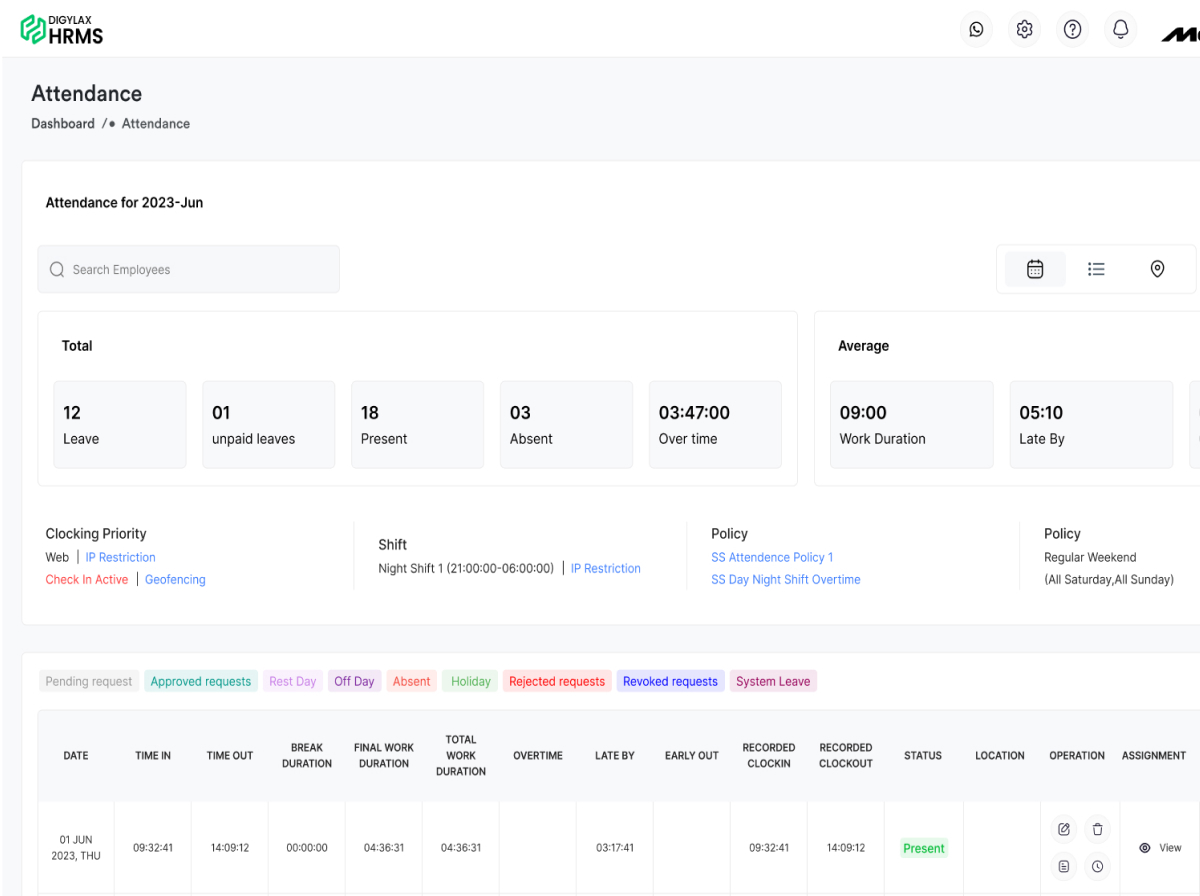 DIGYLAX
HRMS
Attendance
Dashboard /• Attendance
Attendance for 2023-Jun
Search Employees
Total
Average
12
01
18
03
03:47:00
09:00
05:10
Leave
unpaid leaves
Present
Absent
Over time
Work Duration
Late By
Clocking Priority
Web | IP Restriction
Check In Active | Geofencing
Shift
Night Shift 1 (21:00:00-06:00:00) | IP Restriction
Policy
SS Attendence Policy 1
SS Day Night Shift Overtime
Policy
Regular Weekend
(All Saturday,All Sunday)
Pending request Approved requests Rest Day Off Day Absent Holiday Rejected requests Revoked requests System Leave
DATE
TIME IN
TIME OUT
BREAK
DURATION
FINAL WORK
DURATION
TOTAL
WORK
DURATION
OVERTIME
LATE BY
EARLY OUT
RECORDED
CLOCKIN
RECORDED
CLOCKOUT
STATUS
LOCATION
OPERATION
ASSIGNMENT
01 JUN
2023, THU
09:32:41
14:09:12
00:00:00
04:36:31
04:36:31
03:17:41
09:32:41
14:09:12
Present
View